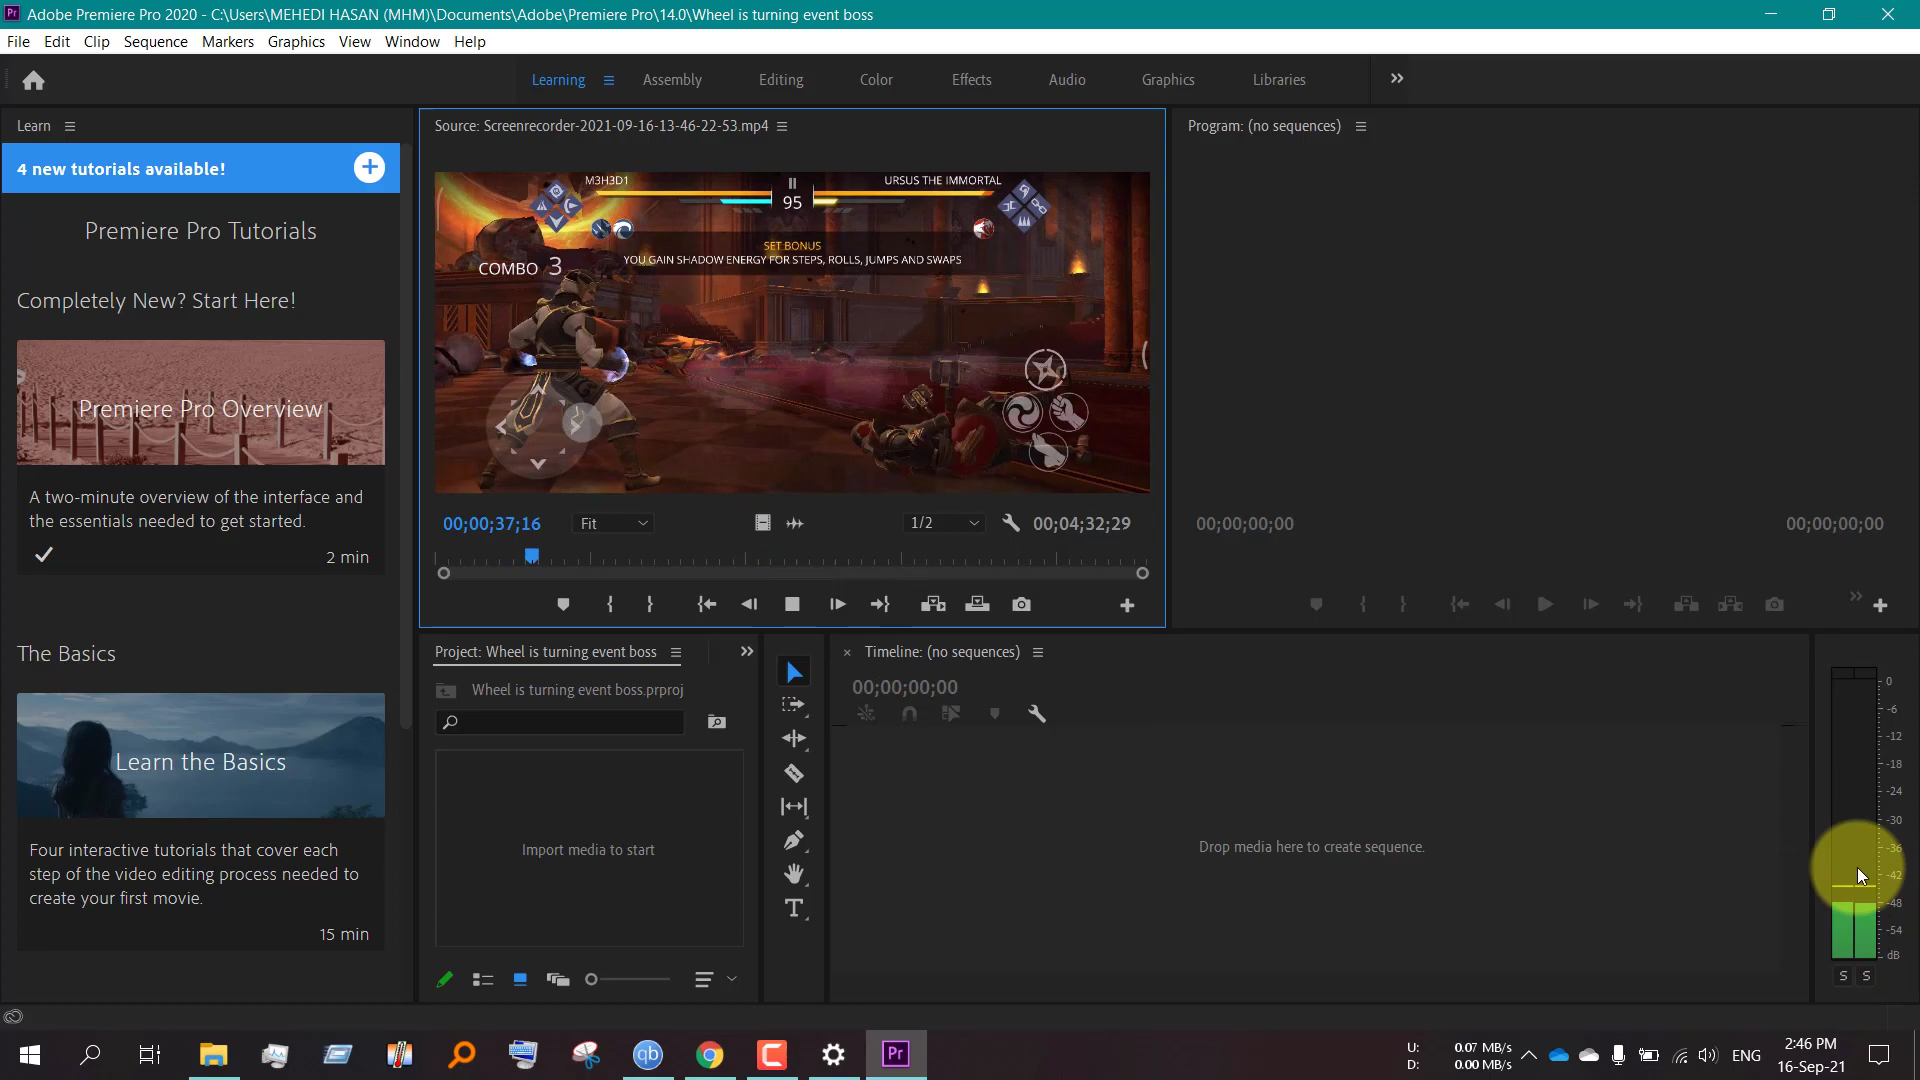 Pr Adobe Premiere Pro 2020 - C:\Users\MEHEDI HASAN (MHM)\Documents\Adobe\Premiere Pro\14.0\Wheel is turning event boss
File Edit Clip Sequence Markers Graphics View Window Help
Learning Assembly Editing Color Effects Audio Graphics Libraries
Learn
4 new tutorials available!
Premiere Pro Tutorials
Completely New? Start Here!
Premiere Pro Overview
A two-minute overview of the interface and
the essentials needed to get started.
2 min
The Basics
Learn the Basics
Four interactive tutorials that cover each
step of the video editing process needed to
create your first movie.
15 min
Source: Screenrecorder-2021-09-16-13-46-22-53.mp4
M3H3D1
95
URSUS THE IMMORTAL
SET BONUS
YOU GAIN SHADOW ENERGY FOR STEPS, ROLLS, JUMPS AND SWAPS
COMBO 3
00;00;37;16 Fit 1/2 00;04;32;29
Program: (no sequences)
00;00;00;00 00;00;00;00
Project: Wheel is turning event boss
Wheel is turning event boss.prproj
Import media to start
Timeline: (no sequences)
00;00;00;00
Drop media here to create sequence.
0
-6
-12
-18
-24
-30
-36
-42
-48
-54
dB
S S
qb Pr
U: 0.07 MB/s
D: 0.00 MB/s
ENG
2:46 PM
16-Sep-21